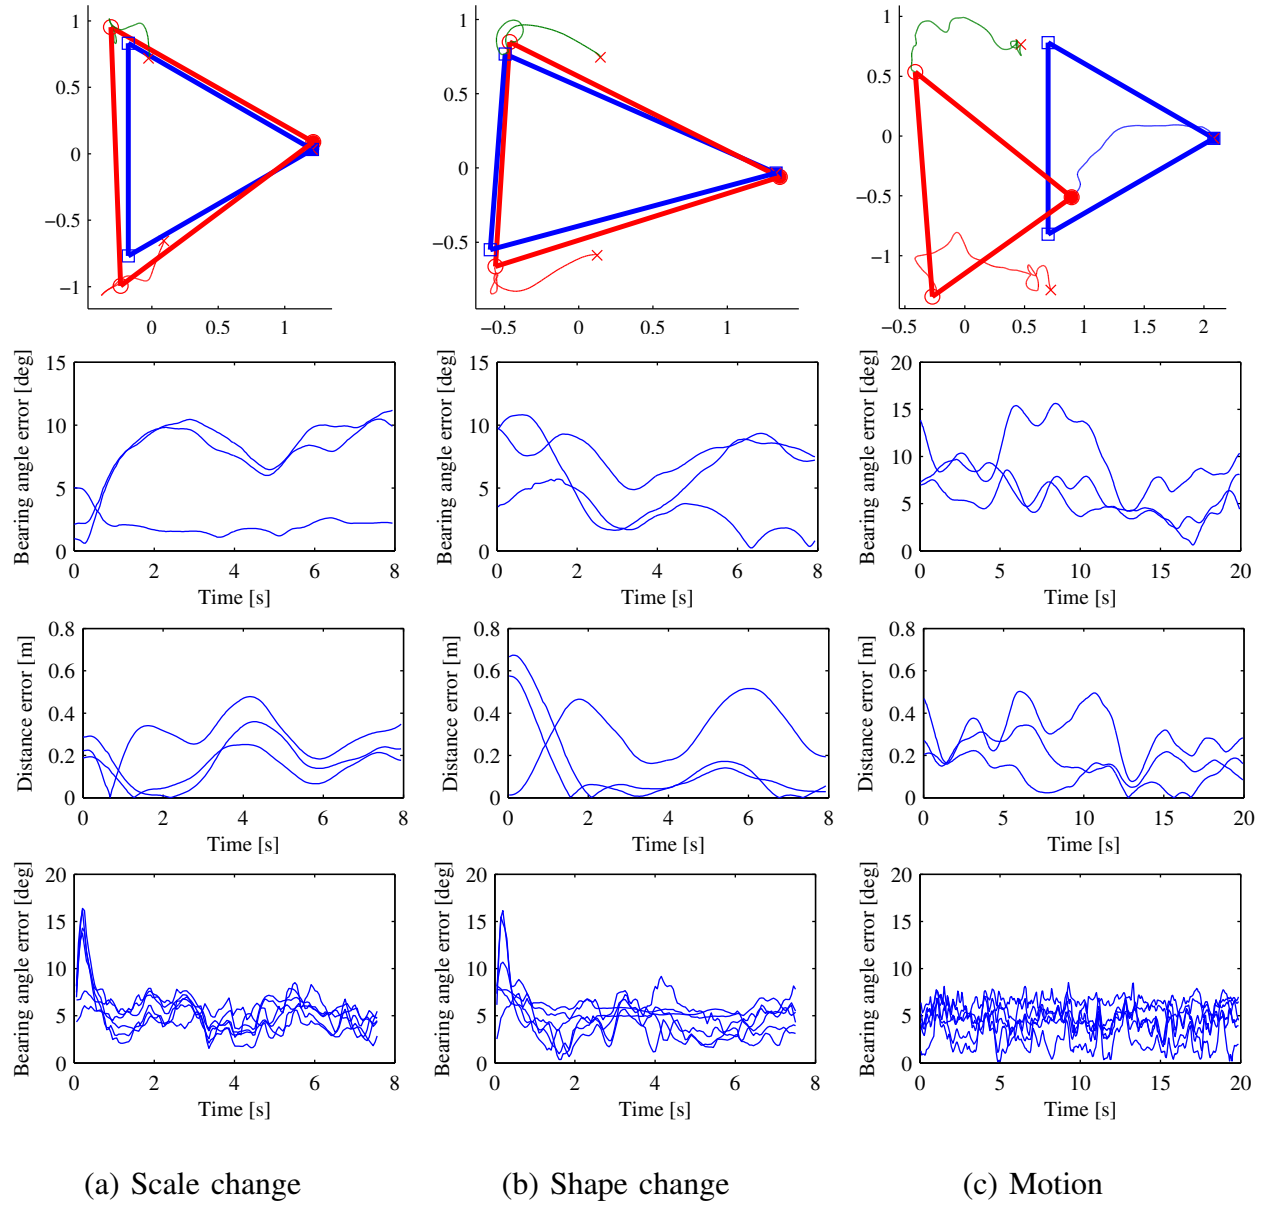 1
0.5
0
−0.5
−1
0 0.5 1
1
0.5
0
−0.5
−0.5 0 0.5 1
1
0.5
0
−0.5
−1
−0.5 0 0.5 1 1.5 2
Bearing angle error [deg]
15
10
5
0
0 2 4 6 8
Time [s]
Bearing angle error [deg]
15
10
5
0
0 2 4 6 8
Time [s]
Bearing angle error [deg]
20
15
10
5
0
0 5 10 15 20
Time [s]
Distance error [m]
0.8
0.6
0.4
0.2
0
0 2 4 6 8
Time [s]
Distance error [m]
0.8
0.6
0.4
0.2
0
0 2 4 6 8
Time [s]
Distance error [m]
0.8
0.6
0.4
0.2
0
0 5 10 15 20
Time [s]
Bearing angle error [deg]
20
15
10
5
0
0 2 4 6 8
Time [s]
Bearing angle error [deg]
20
15
10
5
0
0 2 4 6 8
Time [s]
Bearing angle error [deg]
20
15
10
5
0
0 5 10 15 20
Time [s]
(a) Scale change
(b) Shape change
(c) Motion